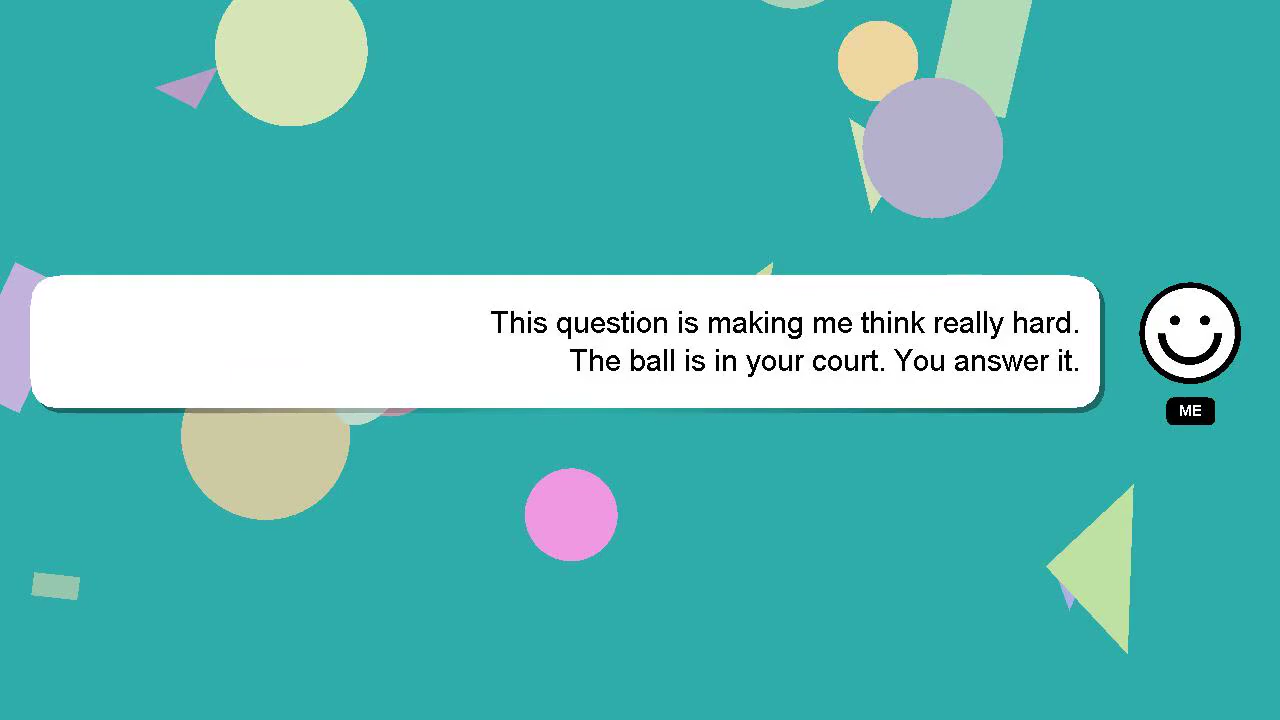 This question is making me think really hard.
The ball is in your court. You answer it.
ME